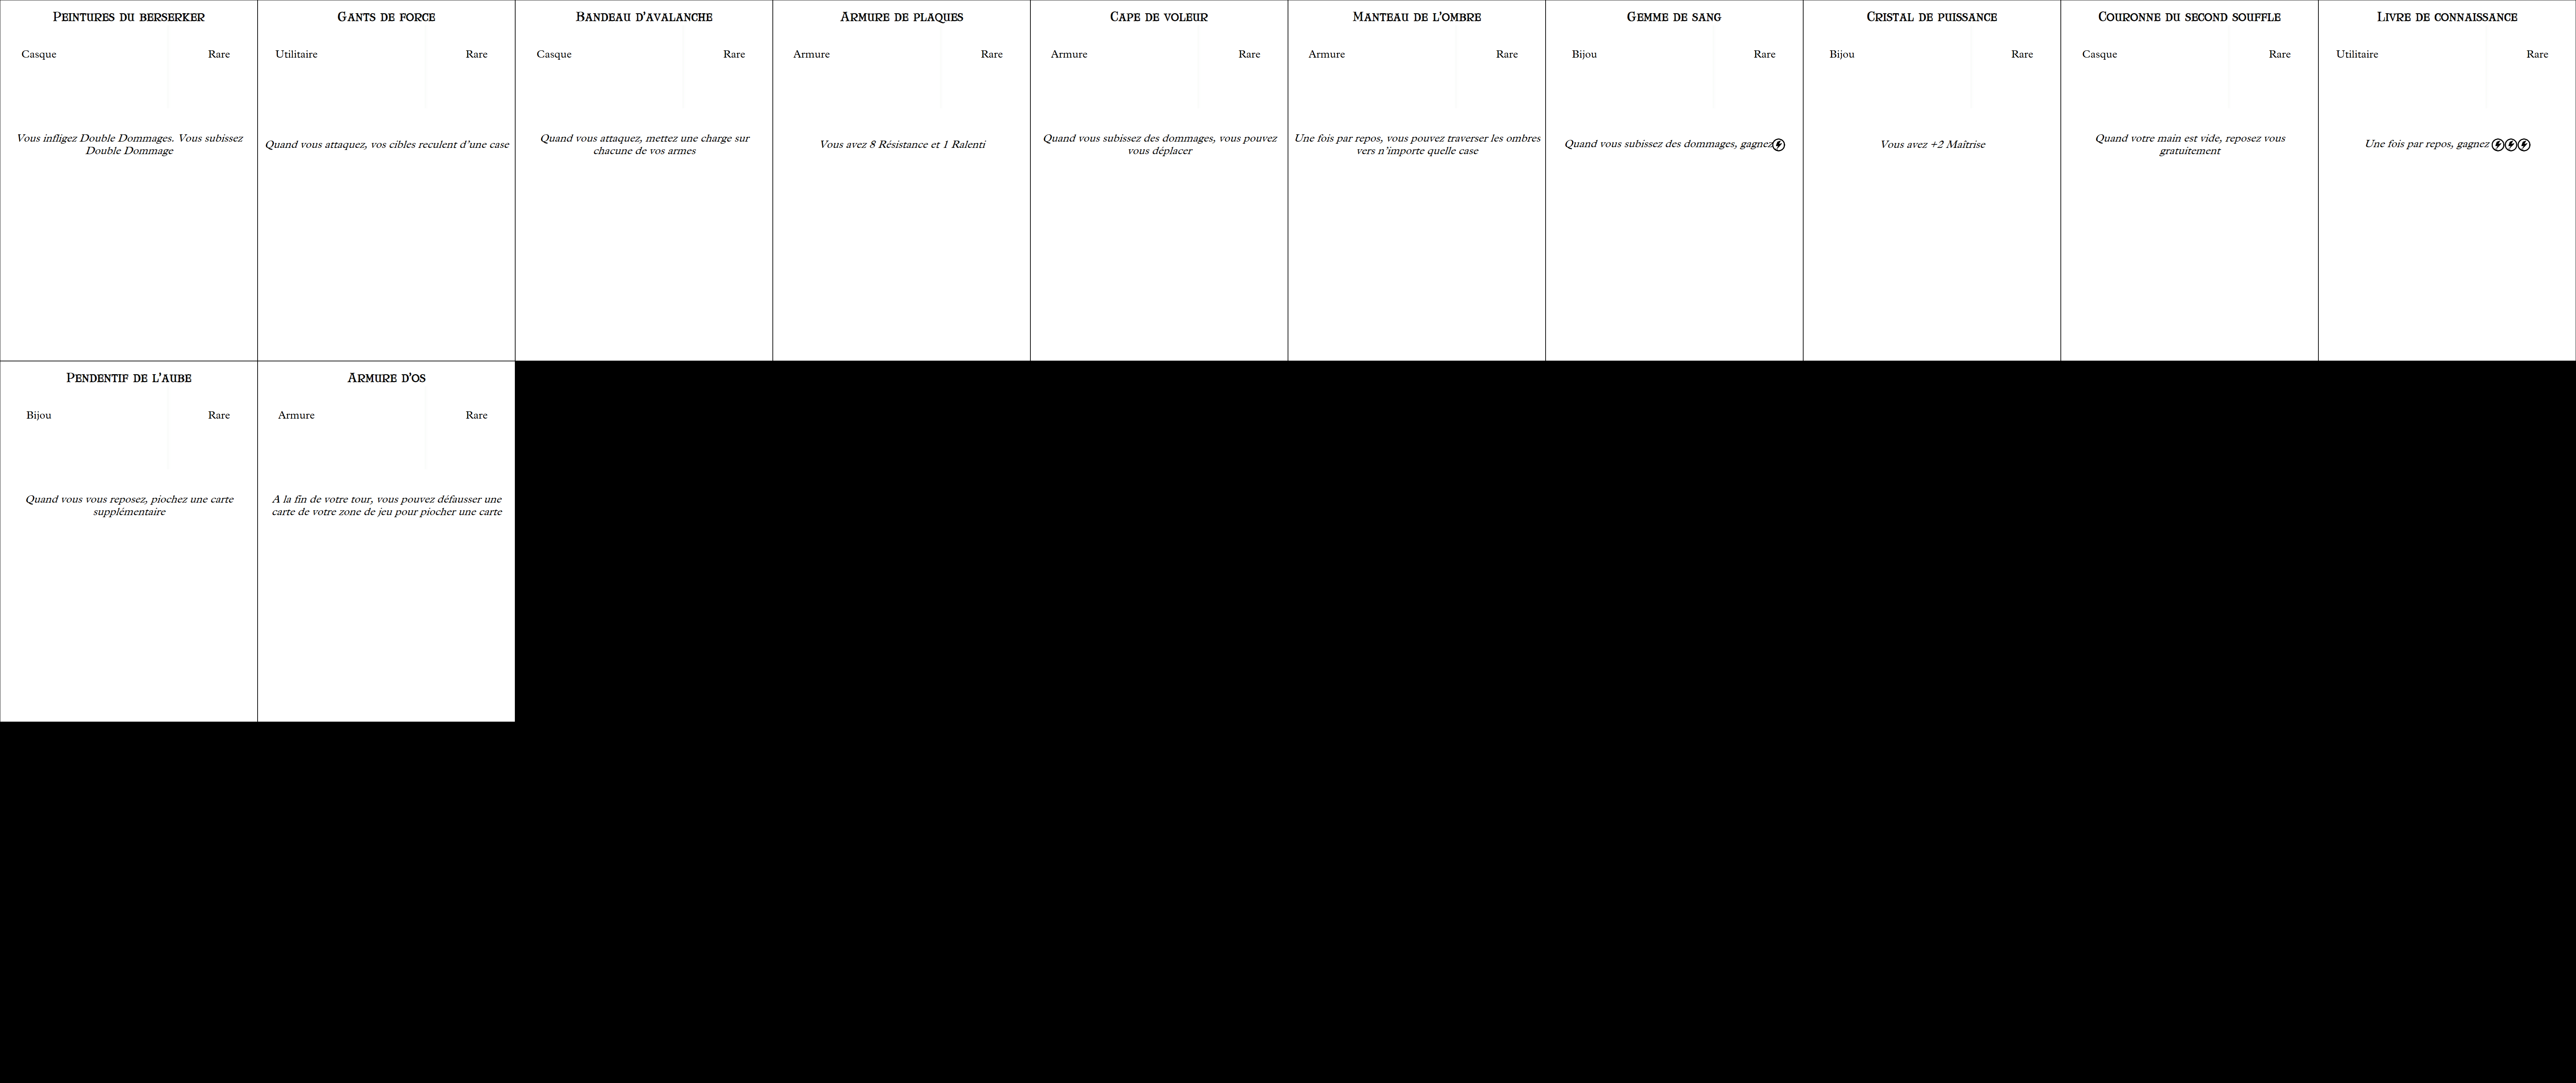 Peintures du berserker
Casque Rare
Vous infligez Double Dommages. Vous subissez
Double Dommage
Gants de force
Utilitaire Rare
Quand vous attaquez, vos cibles reculent d'une case
Bandeau d'avalanche
Casque Rare
Quand vous attaquez, mettez une charge sur
chacune de vos armes
Armure de plaques
Armure Rare
Vous avez 8 Résistance et 1 Ralenti
Cape de voleur
Armure Rare
Quand vous subissez des dommages, vous pouvez
vous déplacer
Manteau de l'ombre
Armure Rare
Une fois par repos, vous pouvez traverser les ombres
vers n'importe quelle case
Gemme de sang
Bijou Rare
Quand vous subissez des dommages, gagnez
Cristal de puissance
Bijou Rare
Vous avez +2 Maîtrise
Couronne du second souffle
Casque Rare
Quand votre main est vide, reposez vous
gratuitement
Livre de connaissance
Utilitaire Rare
Une fois par repos, gagnez
Pendentif de l'aube
Bijou Rare
Quand vous vous reposez, piochez une carte
supplémentaire
Armure d'os
Armure Rare
A la fin de votre tour, vous pouvez défausser une
carte de votre zone de jeu pour piocher une carte